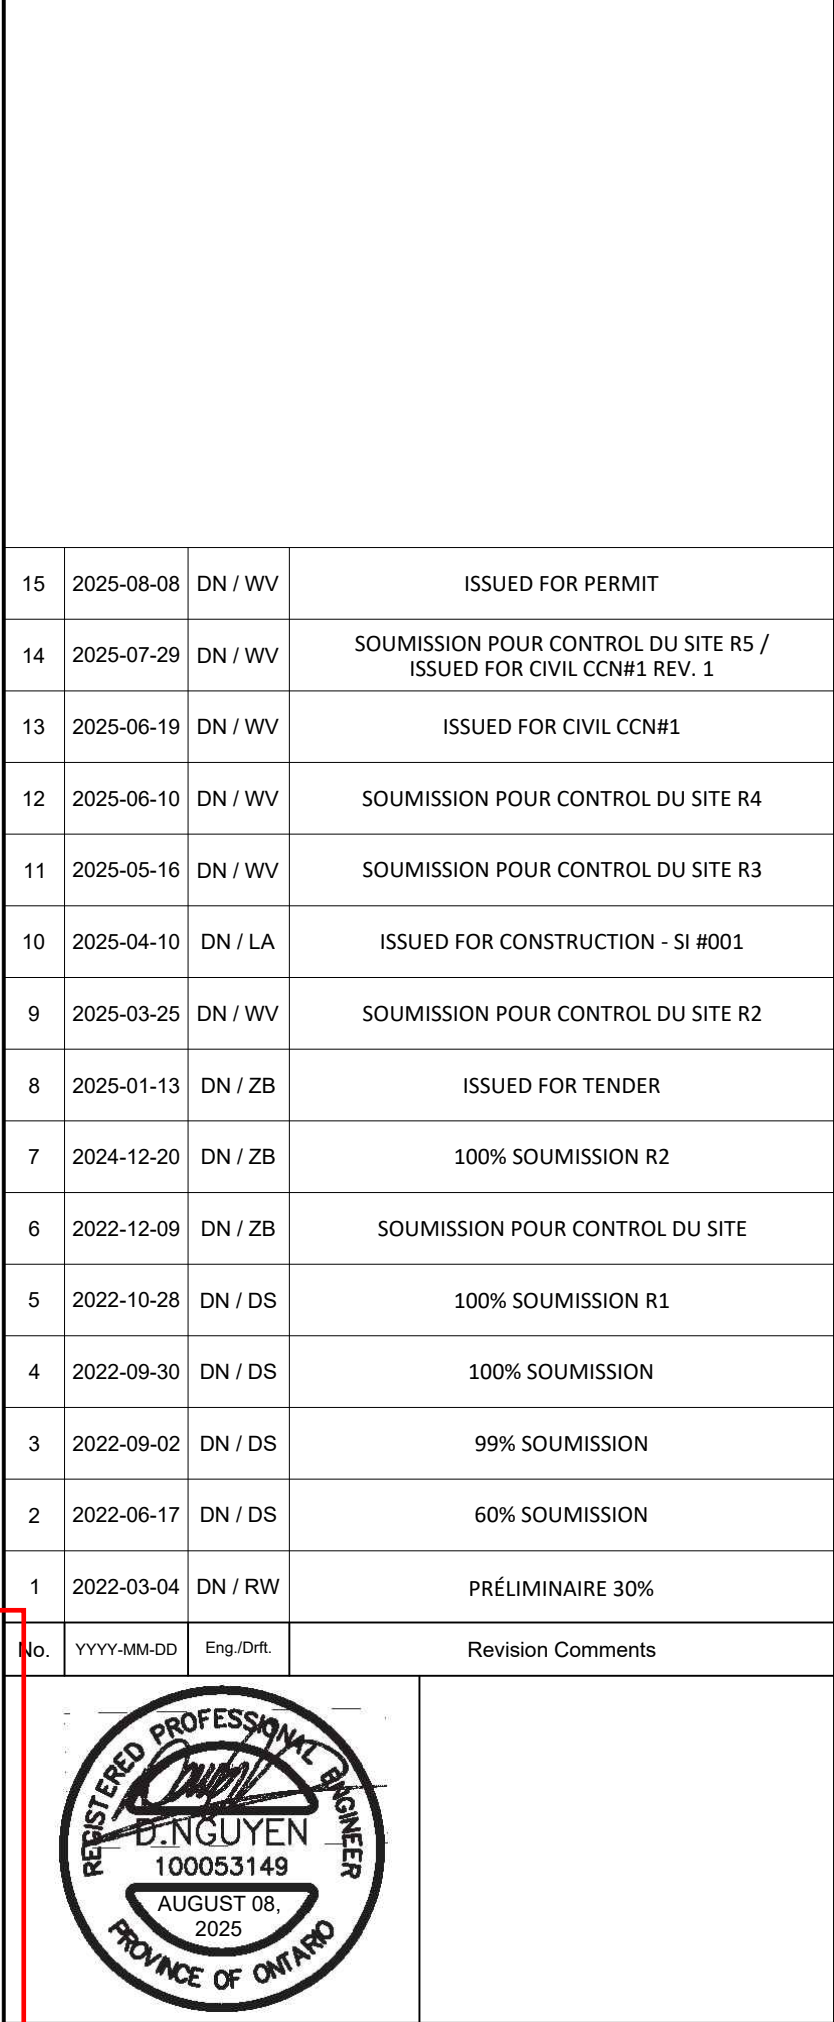 15 2025-08-08 DN / WV ISSUED FOR PERMIT
14 2025-07-29 DN / WV SOUMISSION POUR CONTROL DU SITE R5 /
ISSUED FOR CIVIL CCN#1 REV. 1
13 2025-06-19 DN / WV ISSUED FOR CIVIL CCN#1
12 2025-06-10 DN / WV SOUMISSION POUR CONTROL DU SITE R4
11 2025-05-16 DN / WV SOUMISSION POUR CONTROL DU SITE R3
10 2025-04-10 DN / LA ISSUED FOR CONSTRUCTION - SI #001
9 2025-03-25 DN / WV SOUMISSION POUR CONTROL DU SITE R2
8 2025-01-13 DN / ZB ISSUED FOR TENDER
7 2024-12-20 DN / ZB 100% SOUMISSION R2
6 2022-12-09 DN / ZB SOUMISSION POUR CONTROL DU SITE
5 2022-10-28 DN / DS 100% SOUMISSION R1
4 2022-09-30 DN / DS 100% SOUMISSION
3 2022-09-02 DN / DS 99% SOUMISSION
2 2022-06-17 DN / DS 60% SOUMISSION
1 2022-03-04 DN / RW PRÉLIMINAIRE 30%
No. YYYY-MM-DD Eng./Drft. Revision Comments
REGISTERED PROFESSIONAL ENGINEER
D.NGUYEN
100053149
AUGUST 08,
2025
PROVINCE OF ONTARIO